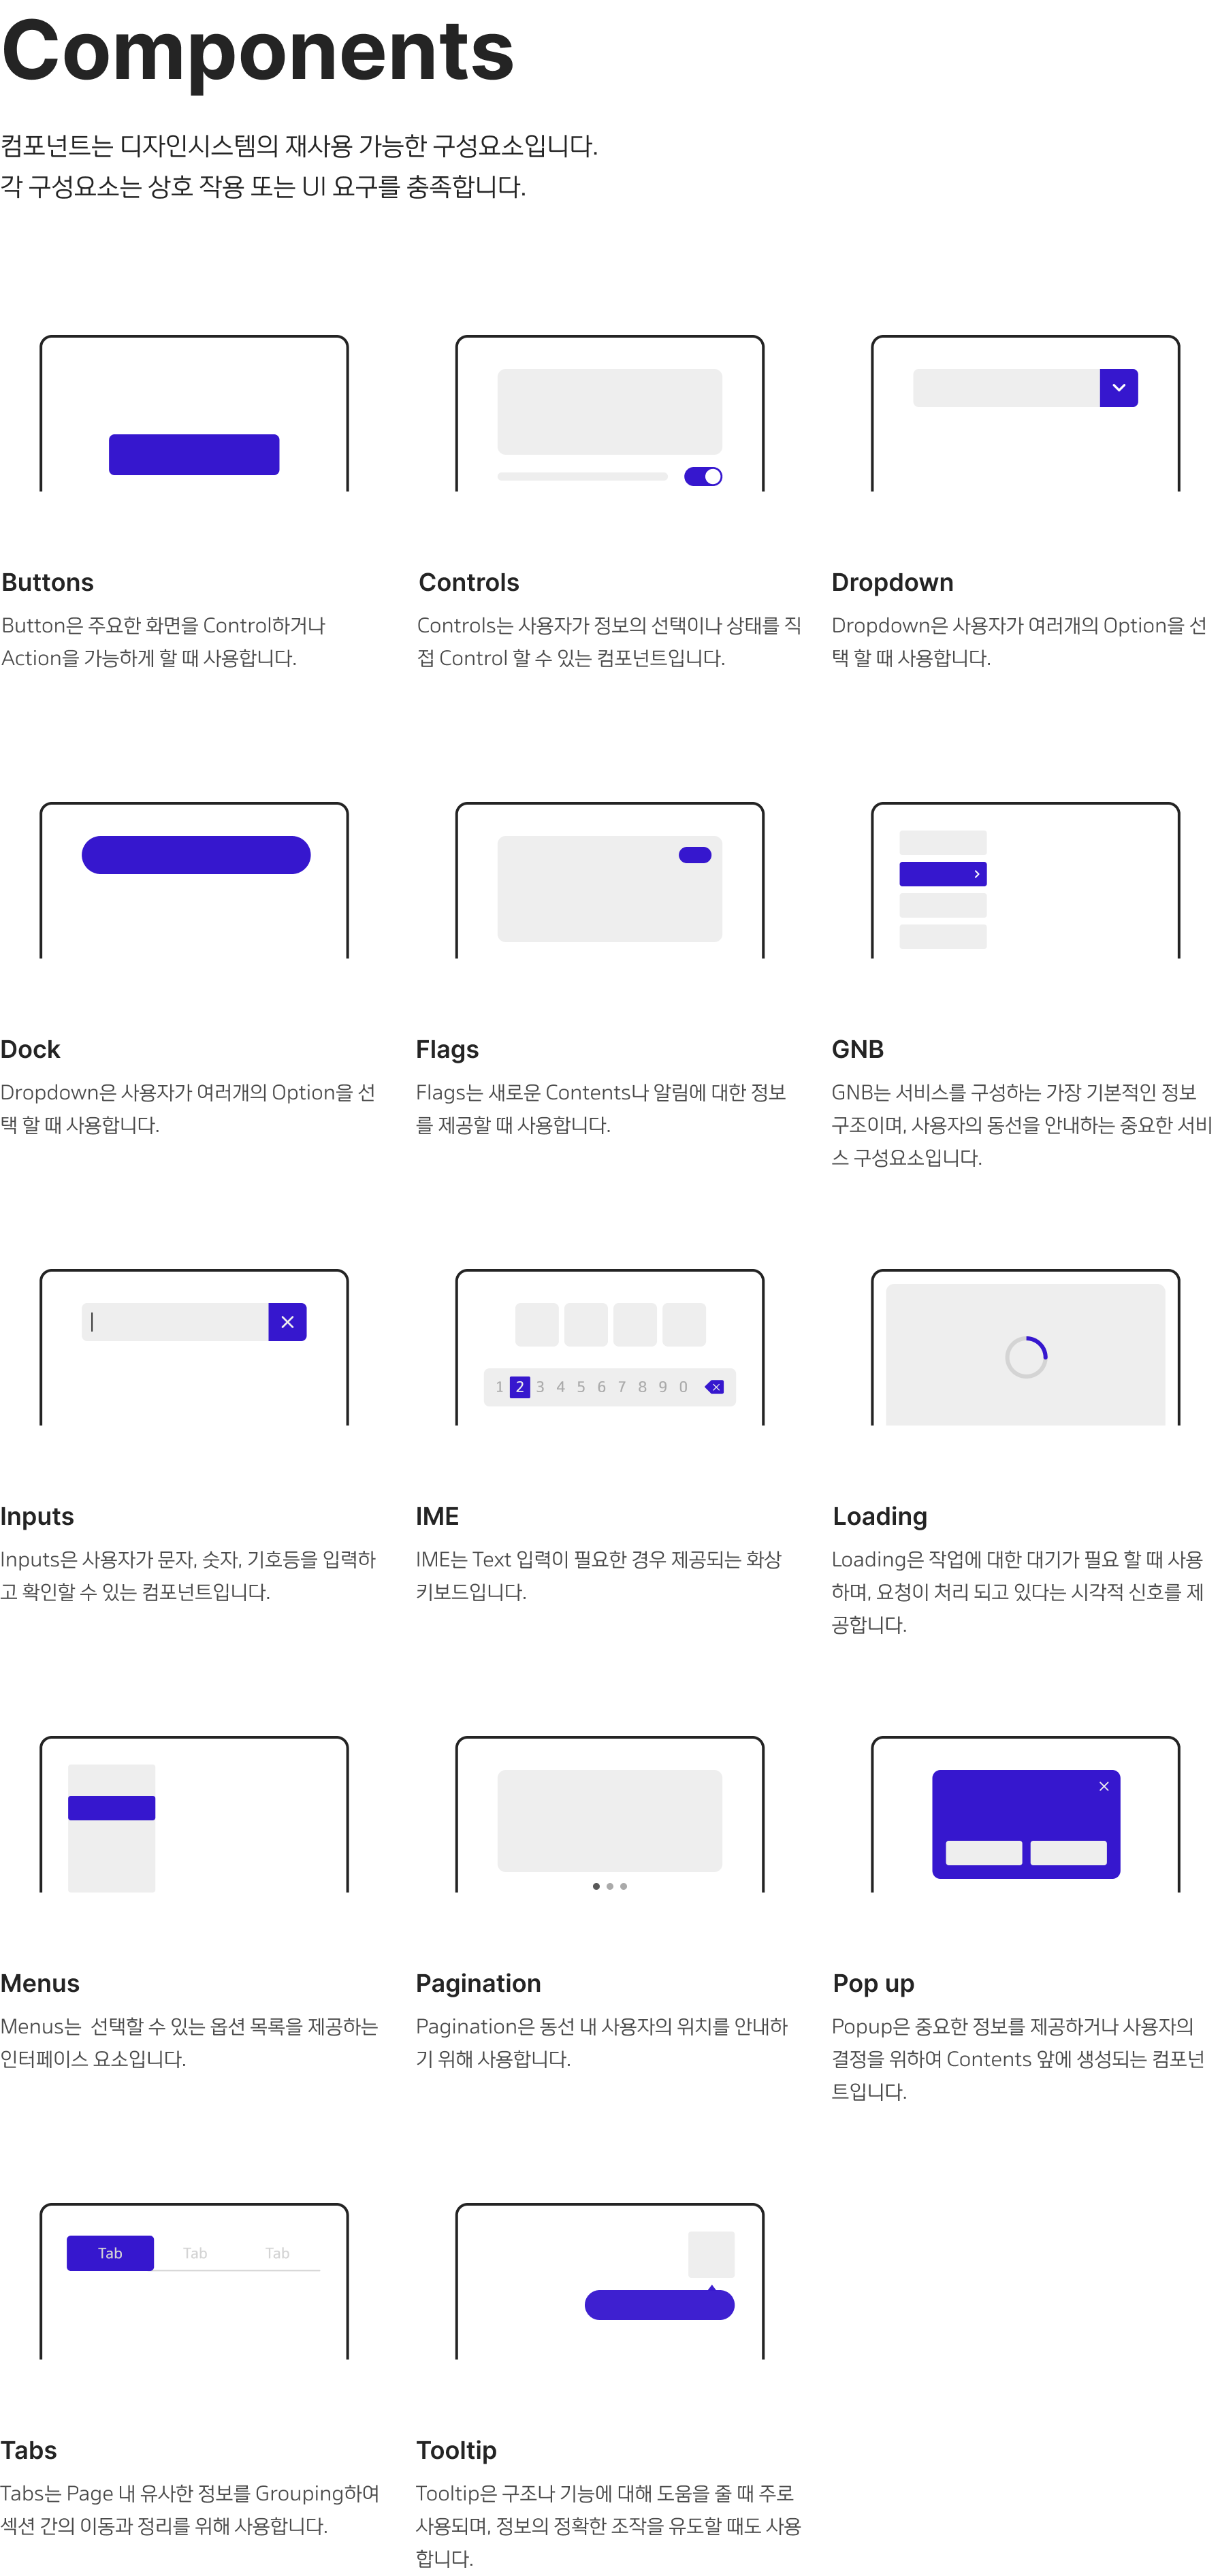 Components
컴포넌트는 디자인시스템의 재사용 가능한 구성요소입니다.
각 구성요소는 상호 작용 또는 UI 요구를 충족합니다.
Buttons
Button은 주요한 화면을 Control하거나
Action을 가능하게 할 때 사용합니다.
Controls
Controls는 사용자가 정보의 선택이나 상태를 직
접 Control 할 수 있는 컴포넌트입니다.
Dropdown
Dropdown은 사용자가 여러개의 Option을 선
택 할 때 사용합니다.
Dock
Dropdown은 사용자가 여러개의 Option을 선
택 할 때 사용합니다.
Flags
Flags는 새로운 Contents나 알림에 대한 정보
를 제공할 때 사용합니다.
GNB
GNB는 서비스를 구성하는 가장 기본적인 정보
구조이며, 사용자의 동선을 안내하는 중요한 서비
스 구성요소입니다.
1 2 3 4 5 6 7 8 9 0
Inputs
Inputs은 사용자가 문자, 숫자, 기호등을 입력하
고 확인할 수 있는 컴포넌트입니다.
IME
IME는 Text 입력이 필요한 경우 제공되는 화상
키보드입니다.
Loading
Loading은 작업에 대한 대기가 필요 할 때 사용
하며, 요청이 처리 되고 있다는 시각적 신호를 제
공합니다.
Menus
Menus는  선택할 수 있는 옵션 목록을 제공하는
인터페이스 요소입니다.
Pagination
Pagination은 동선 내 사용자의 위치를 안내하
기 위해 사용합니다.
Pop up
Popup은 중요한 정보를 제공하거나 사용자의
결정을 위하여 Contents 앞에 생성되는 컴포넌
트입니다.
Tab Tab Tab
Tabs
Tabs는 Page 내 유사한 정보를 Grouping하여
섹션 간의 이동과 정리를 위해 사용합니다.
Tooltip
Tooltip은 구조나 기능에 대해 도움을 줄 때 주로
사용되며, 정보의 정확한 조작을 유도할 때도 사용
합니다.